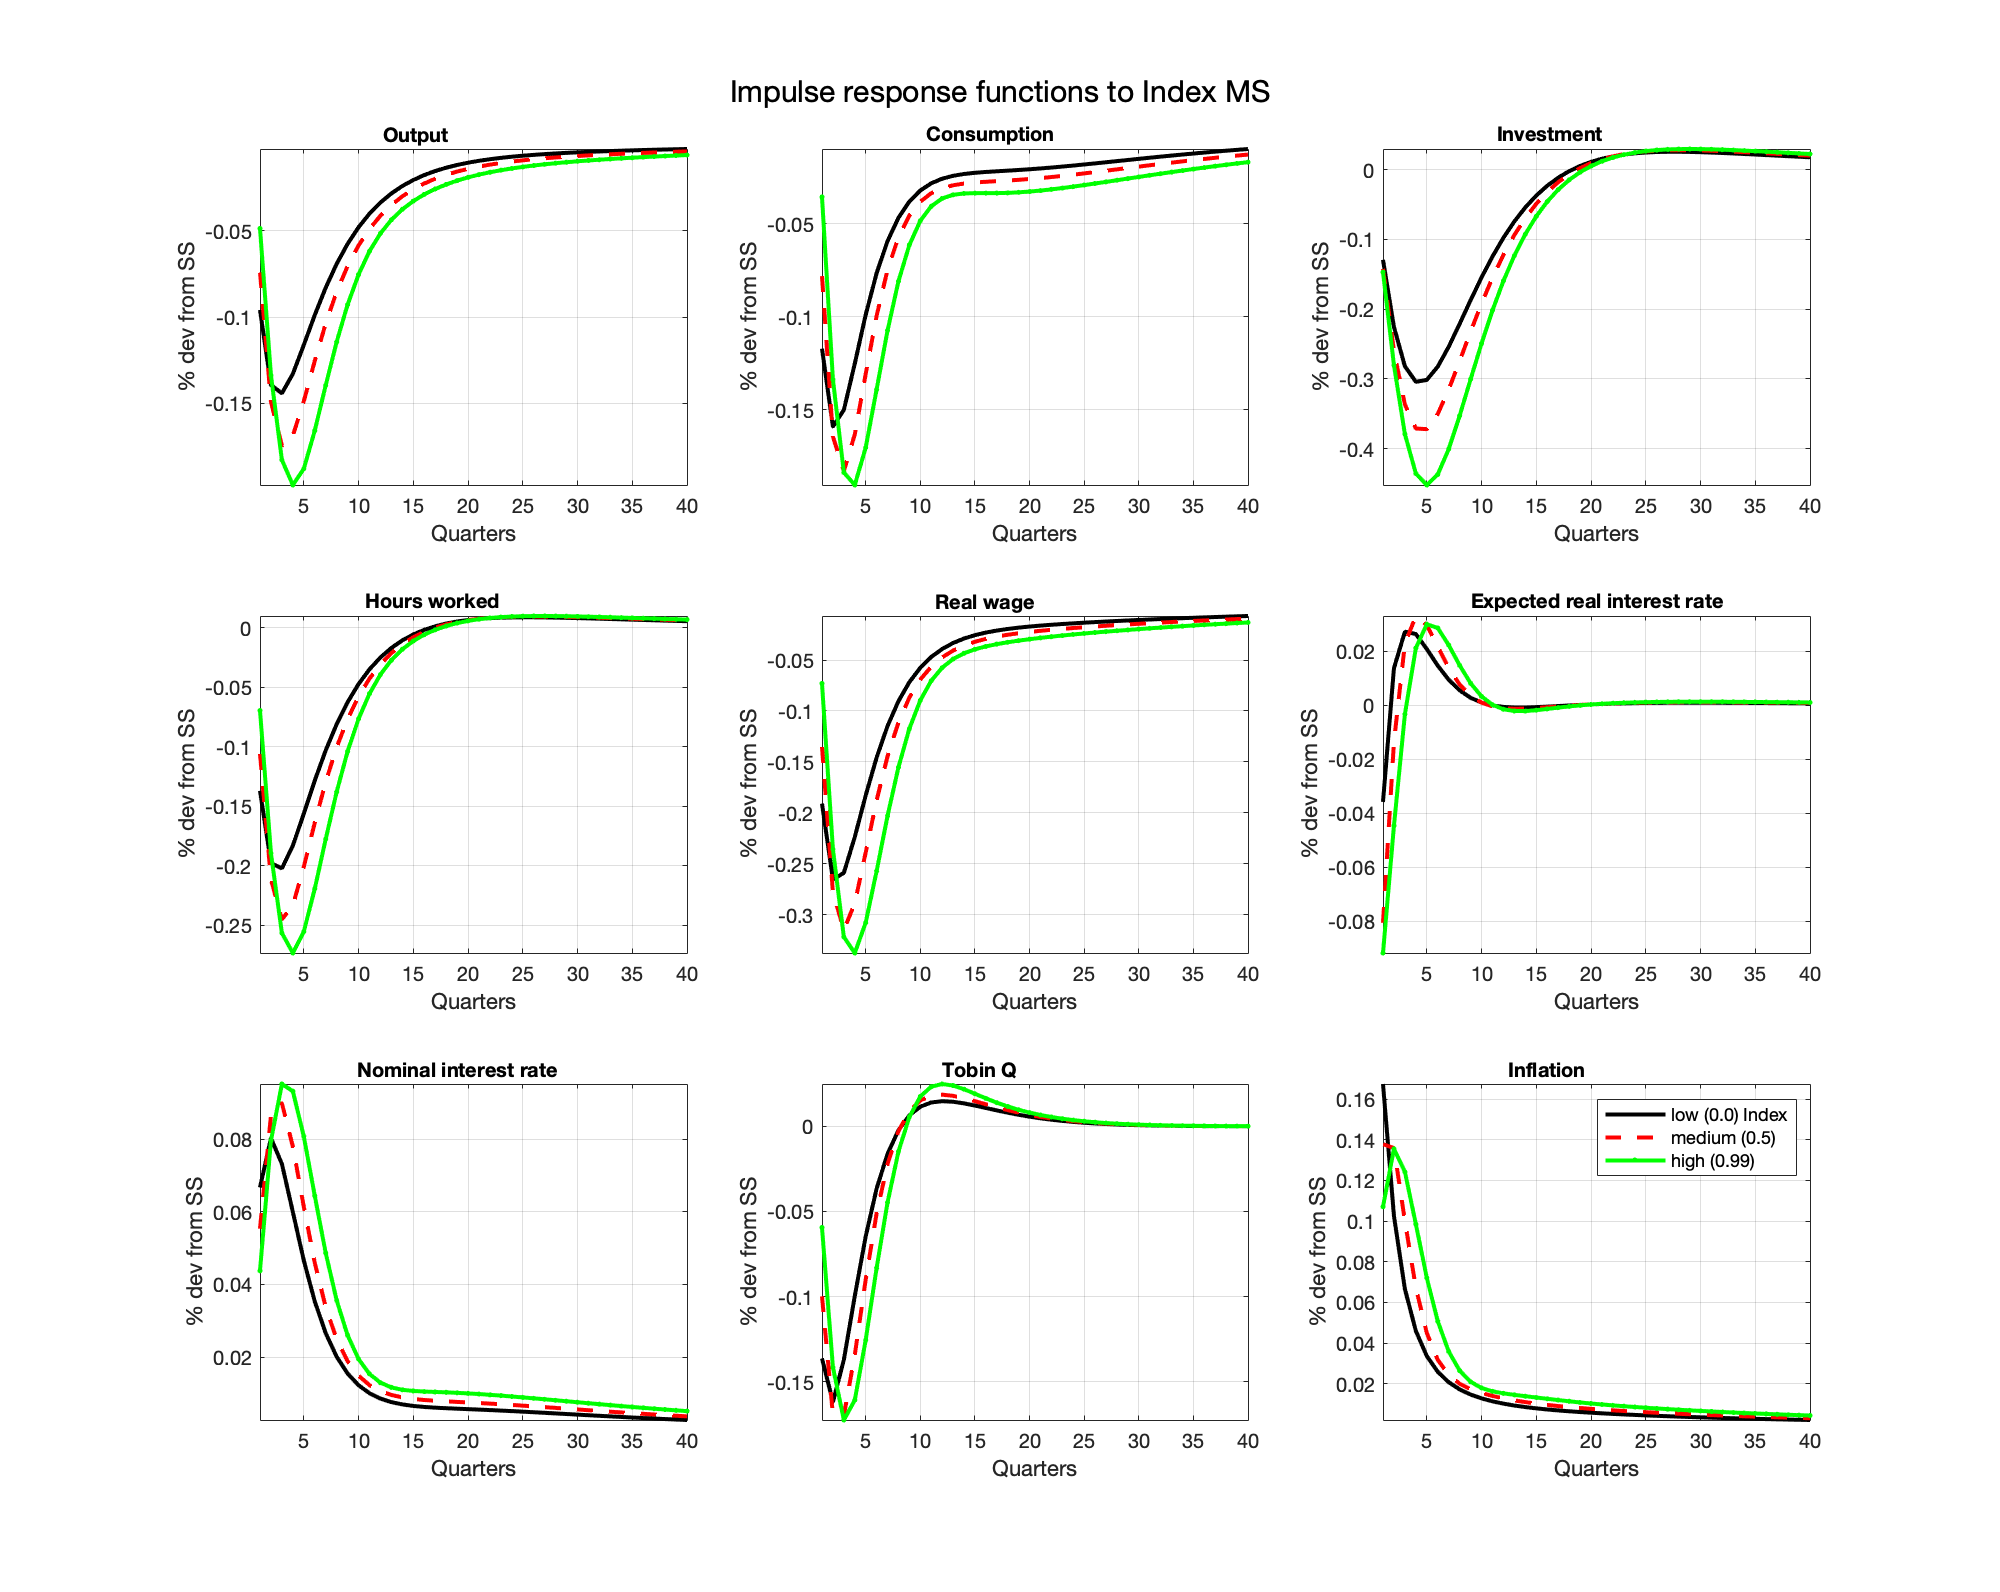 Impulse response functions to Index MS
Output
% dev from SS
-0.05
-0.1
-0.15
5 10 15 20 25 30 35 40
Quarters
Consumption
% dev from SS
-0.05
-0.1
-0.15
5 10 15 20 25 30 35 40
Quarters
Investment
% dev from SS
0
-0.1
-0.2
-0.3
-0.4
5 10 15 20 25 30 35 40
Quarters
Hours worked
% dev from SS
0
-0.05
-0.1
-0.15
-0.2
-0.25
5 10 15 20 25 30 35 40
Quarters
Real wage
% dev from SS
-0.05
-0.1
-0.15
-0.2
-0.25
-0.3
5 10 15 20 25 30 35 40
Quarters
Expected real interest rate
% dev from SS
0.02
0
-0.02
-0.04
-0.06
-0.08
5 10 15 20 25 30 35 40
Quarters
Nominal interest rate
% dev from SS
0.08
0.06
0.04
0.02
5 10 15 20 25 30 35 40
Quarters
Tobin Q
% dev from SS
0
-0.05
-0.1
-0.15
5 10 15 20 25 30 35 40
Quarters
Inflation
% dev from SS
0.16
0.14
0.12
0.1
0.08
0.06
0.04
0.02
low (0.0) Index
medium (0.5)
high (0.99)
5 10 15 20 25 30 35 40
Quarters